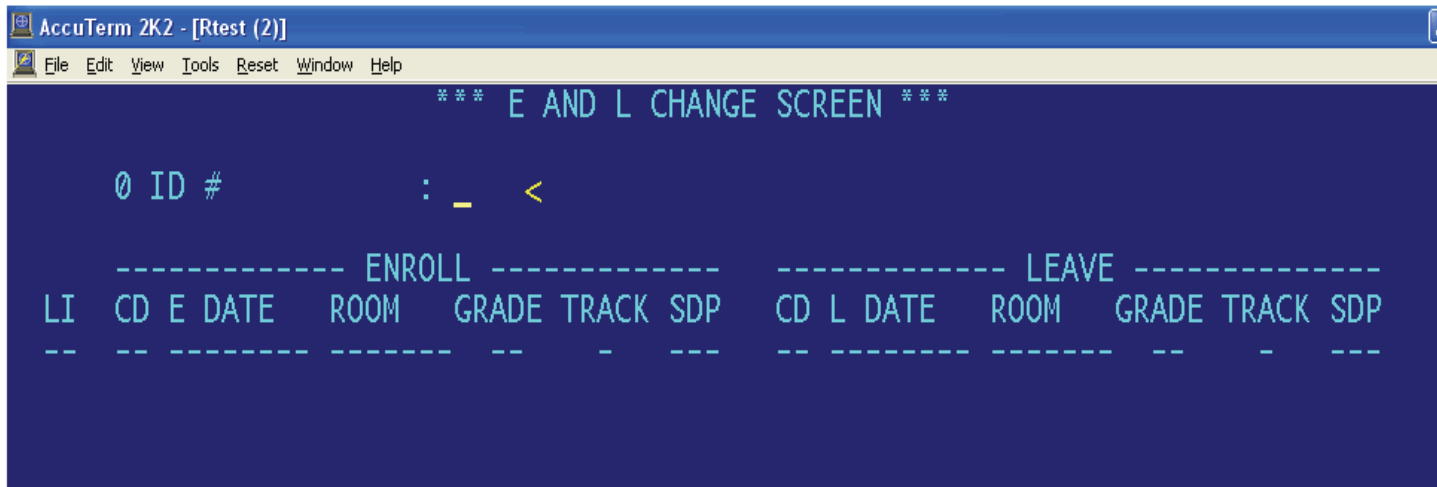 AccuTerm 2K2 - [Rtest (2)]
File Edit View Tools Reset Window Help
*** E AND L CHANGE SCREEN ***
0 ID # : _ <
------------- ENROLL ------------- ------------- LEAVE --------------
LI CD E DATE ROOM GRADE TRACK SDP CD L DATE ROOM GRADE TRACK SDP
-- -- -------- ------- -- - --- -- -------- ------- -- - ---